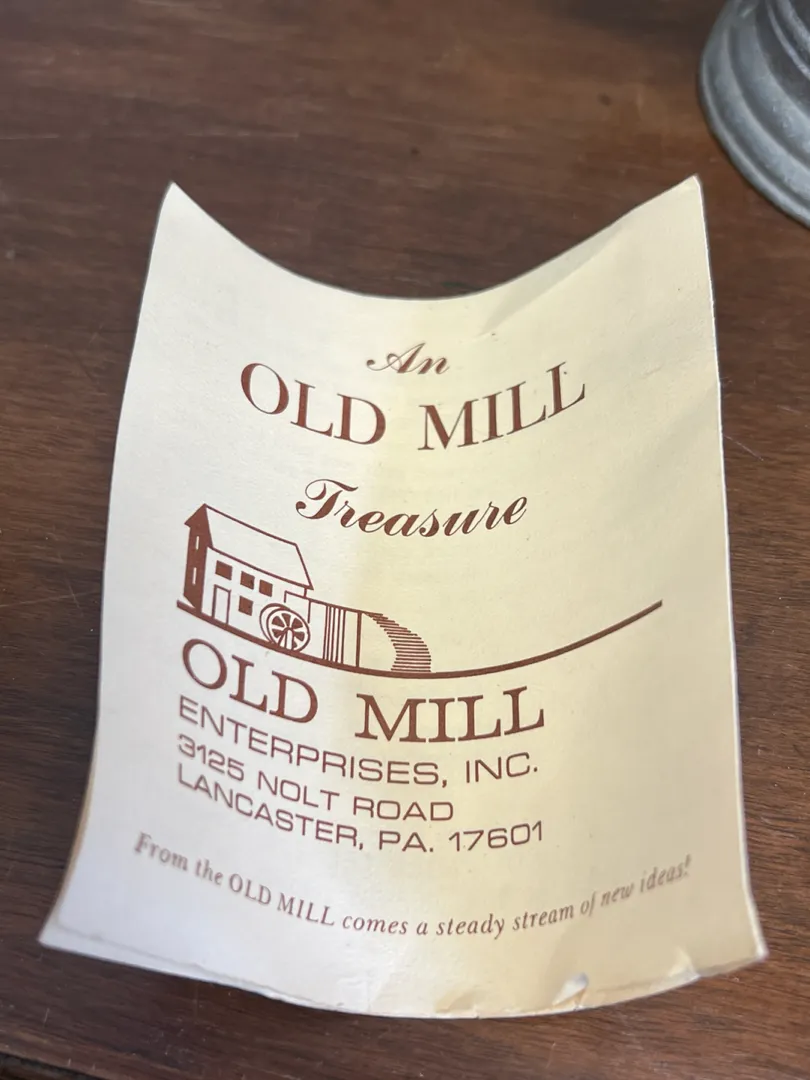 An
OLD MILL
Treasure
OLD MILL
ENTERPRISES, INC.
3125 NOLT ROAD
LANCASTER, PA. 17601
From the OLD MILL comes a steady stream of new ideas!